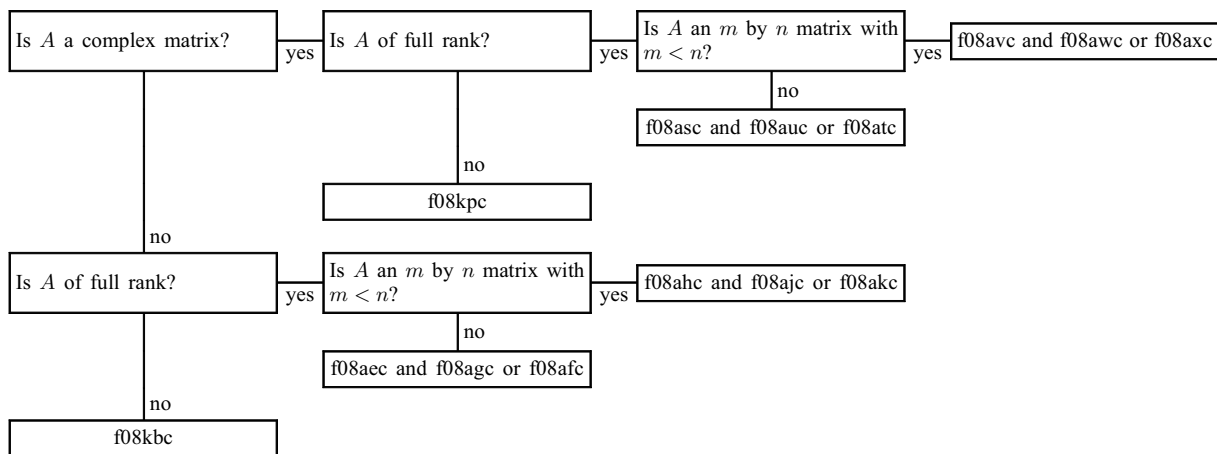 Is A a complex matrix?
yes
Is A of full rank?
yes
Is A an m by n matrix with
m < n?
yes
f08avc and f08awc or f08axc
no
f08asc and f08auc or f08atc
no
f08kpc
no
Is A of full rank?
yes
Is A an m by n matrix with
m < n?
yes
f08ahc and f08ajc or f08akc
no
f08aec and f08agc or f08afc
no
f08kbc